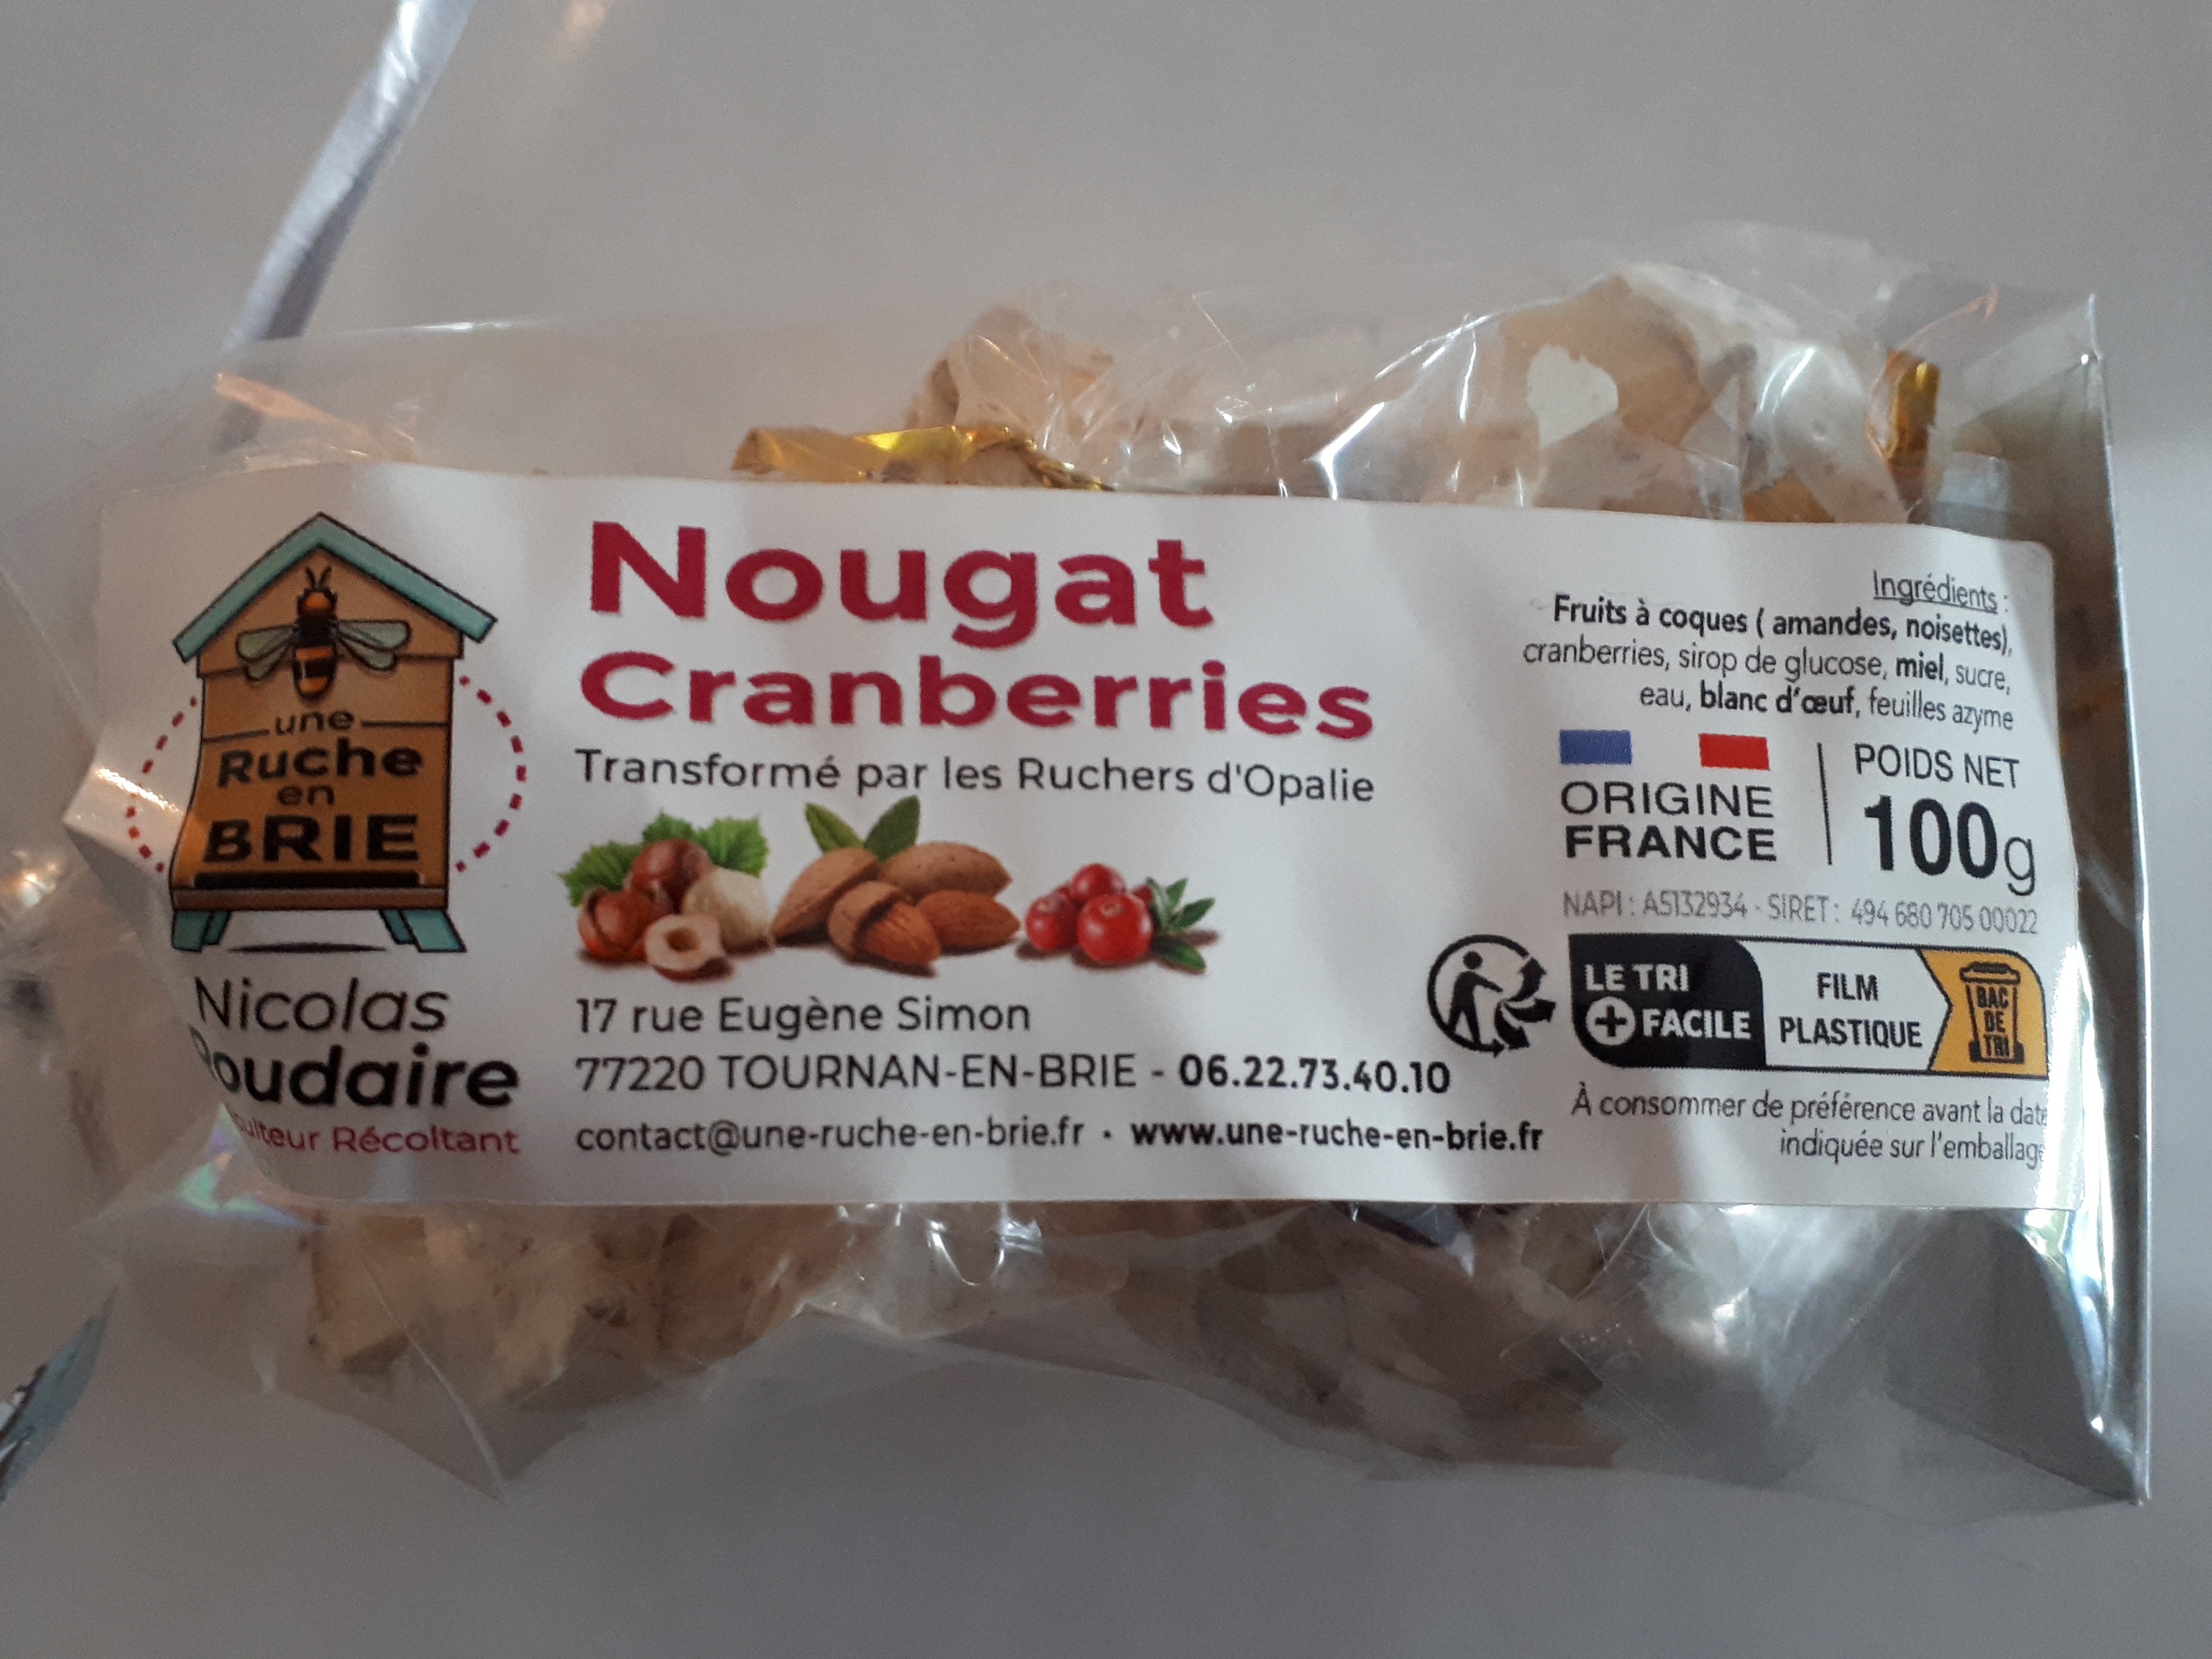 une
Ruche
en
BRIE
Nicolas
Récoltant
Nougat
Cranberries
Transformé par les Ruchers d'Opalie
17 rue Eugène Simon
77220 TOURNAN-EN-BRIE - 06.22.73.40.10
contact@une-ruche-en-brie.fr • www.une-ruche-en-brie.fr
Ingrédients :
Fruits à coques ( amandes, noisettes),
cranberries, sirop de glucose, miel, sucre,
eau, blanc d'œuf, feuilles azyme
ORIGINE
FRANCE
POIDS NET
100g
NAPI : A5132934 - SIRET : 494 680 705 00022
LE TRI
+ FACILE
FILM
PLASTIQUE
BAC
DE
TRI
À consommer de préférence avant la date
indiquée sur l'emballage